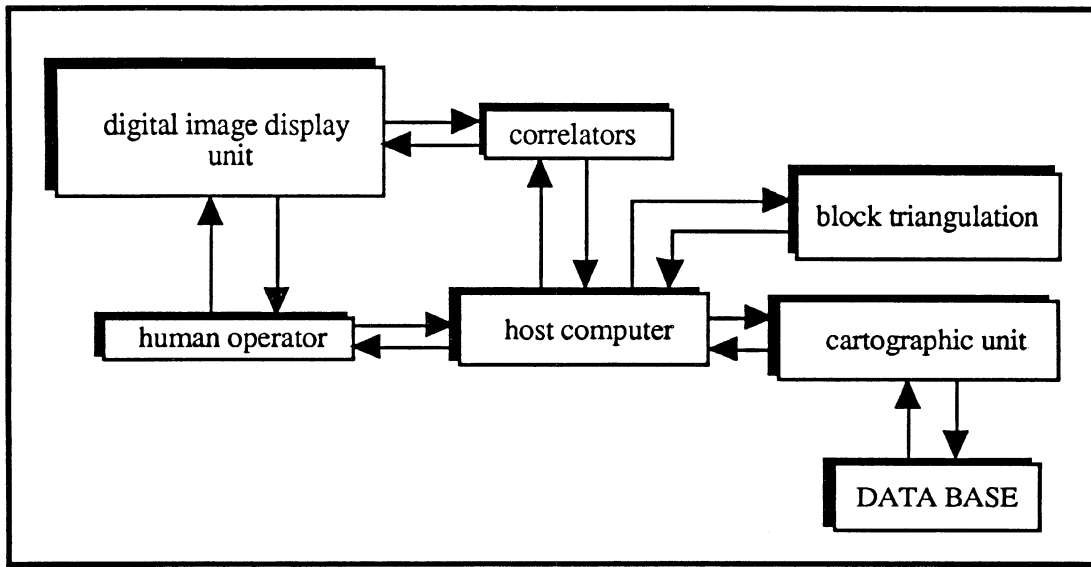 digital image display
unit
correlators
block triangulation
human operator
host computer
cartographic unit
DATA BASE